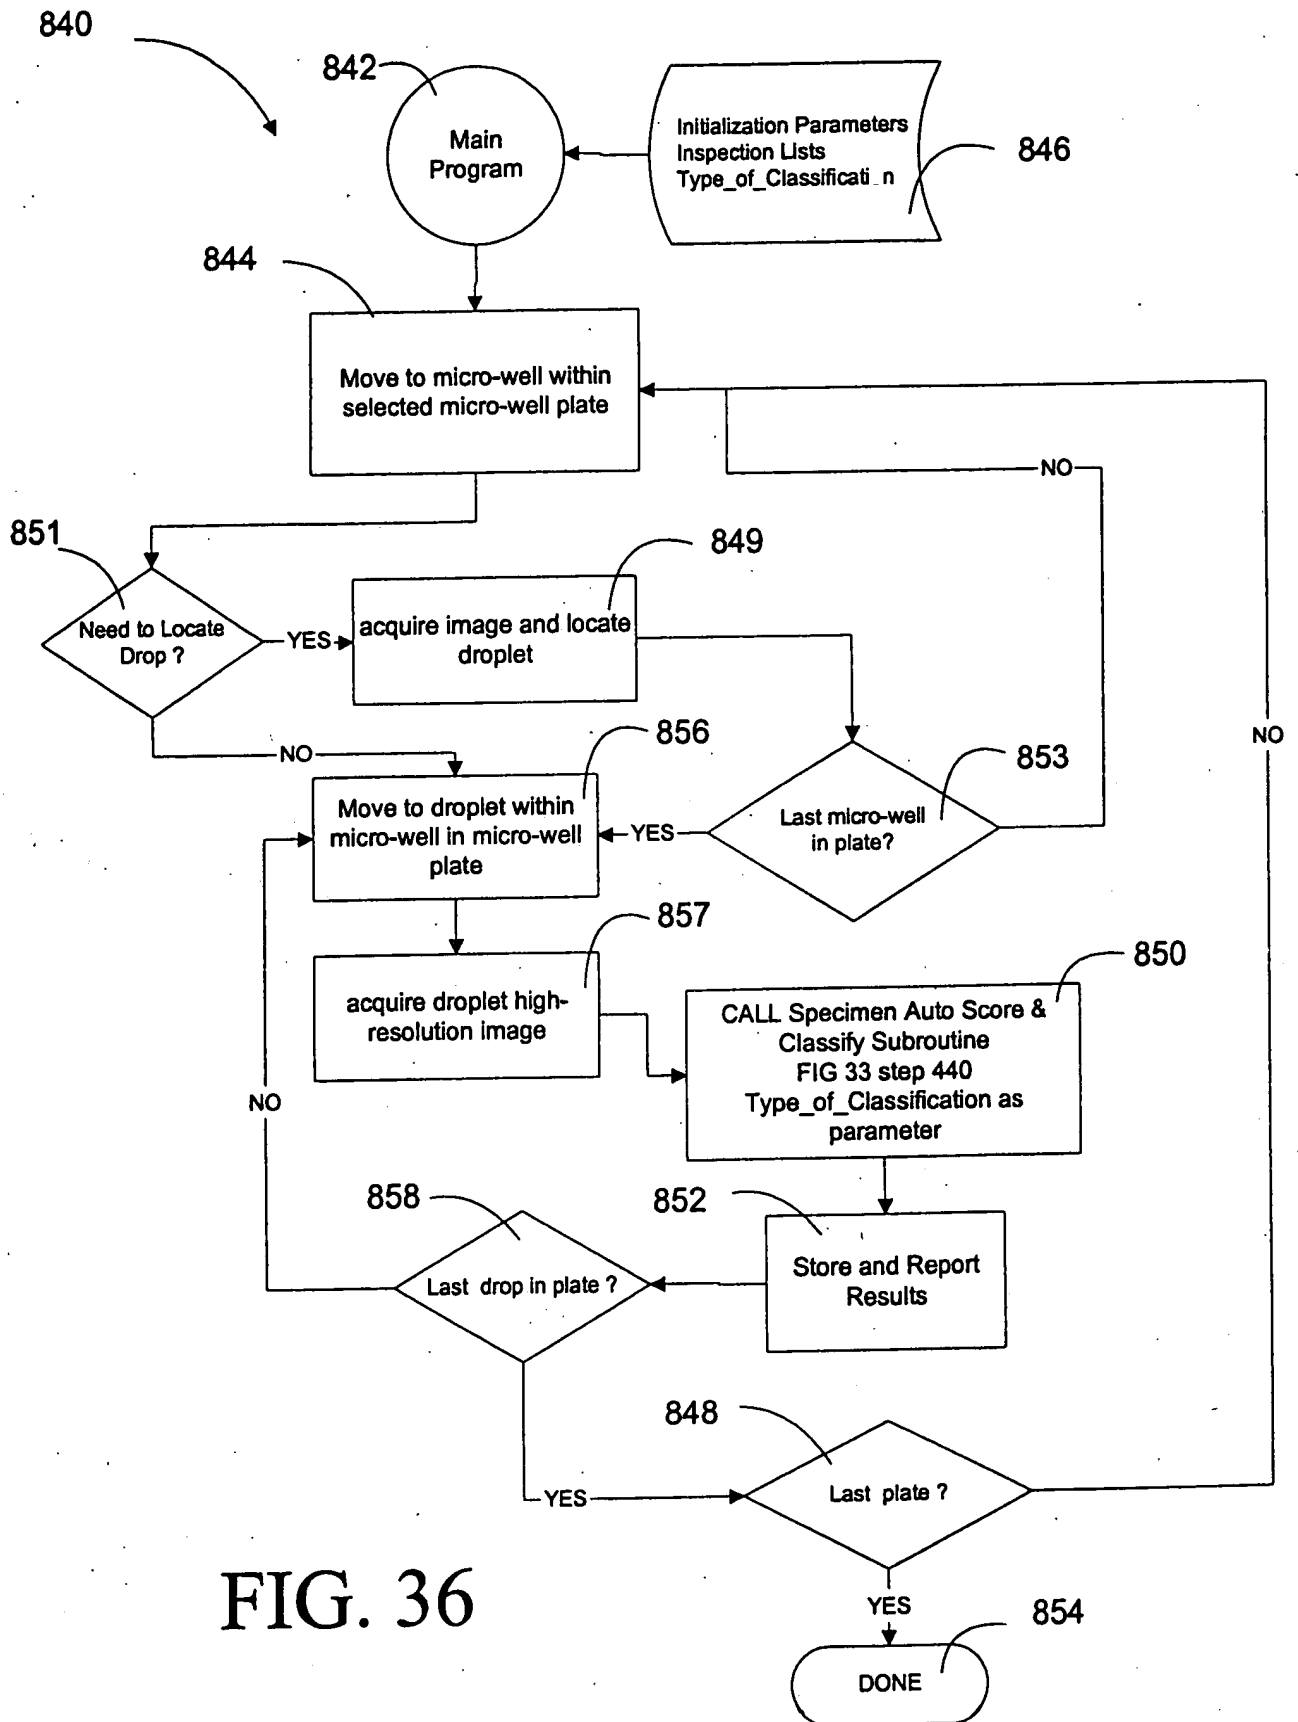 840
842
Main
Program
Initialization Parameters
Inspection Lists
Type_of_Classificati n
846
844
Move to micro-well within
selected micro-well plate
NO
851
Need to Locate
Drop ?
YES
849
acquire image and locate
droplet
NO
NO
856
Move to droplet within
micro-well in micro-well
plate
YES
853
Last micro-well
in plate?
857
acquire droplet high-
resolution image
850
CALL Specimen Auto Score &
Classify Subroutine
FIG 33 step 440
Type_of_Classification as
parameter
NO
858
Last drop in plate ?
852
Store and Report
Results
848
Last plate ?
YES
YES
854
DONE
FIG. 36